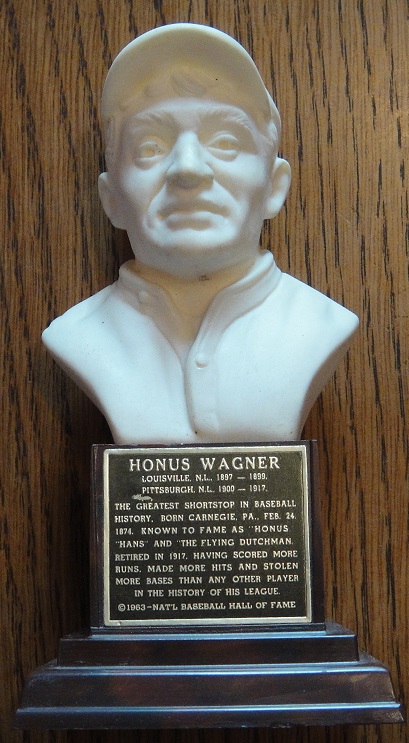 HONUS WAGNER
LOUISVILLE, N.L., 1897 — 1899.
PITTSBURGH, N.L. 1900 — 1917.
THE GREATEST SHORTSTOP IN BASEBALL
HISTORY. BORN CARNEGIE, PA., FEB. 24,
1874. KNOWN TO FAME AS "HONUS"
"HANS" AND "THE FLYING DUTCHMAN.
RETIRED IN 1917, HAVING SCORED MORE
RUNS, MADE MORE HITS AND STOLEN
MORE BASES THAN ANY OTHER PLAYER
IN THE HISTORY OF HIS LEAGUE.
©1963-NAT'L BASEBALL HALL OF FAME